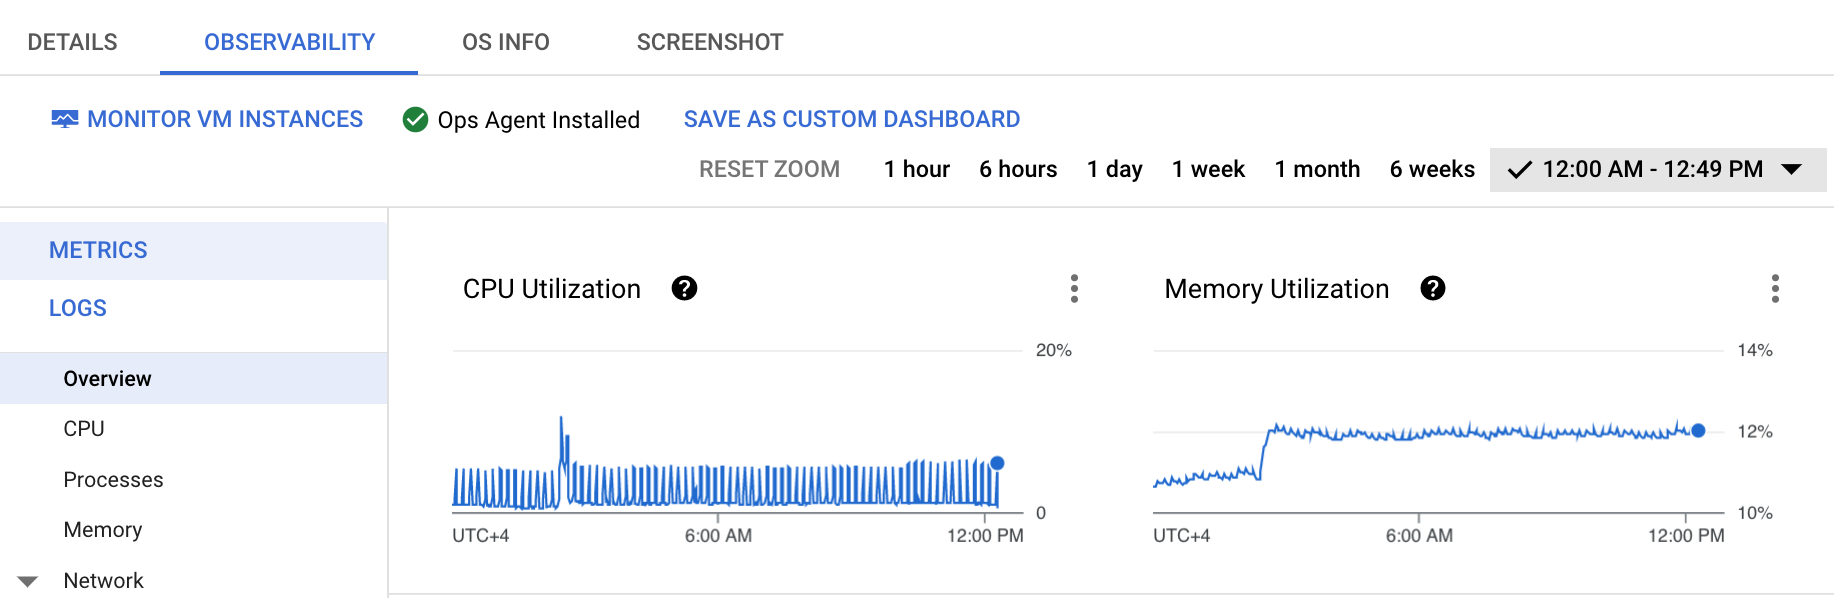 DETAILS OBSERVABILITY OS INFO SCREENSHOT
MONITOR VM INSTANCES Ops Agent Installed SAVE AS CUSTOM DASHBOARD
RESET ZOOM 1 hour 6 hours 1 day 1 week 1 month 6 weeks 12:00 AM - 12:49 PM
METRICS
LOGS
Overview
CPU
Processes
Memory
Network
CPU Utilization ?
20%
0
UTC+4 6:00 AM 12:00 PM
Memory Utilization ?
14%
12%
10%
UTC+4 6:00 AM 12:00 PM